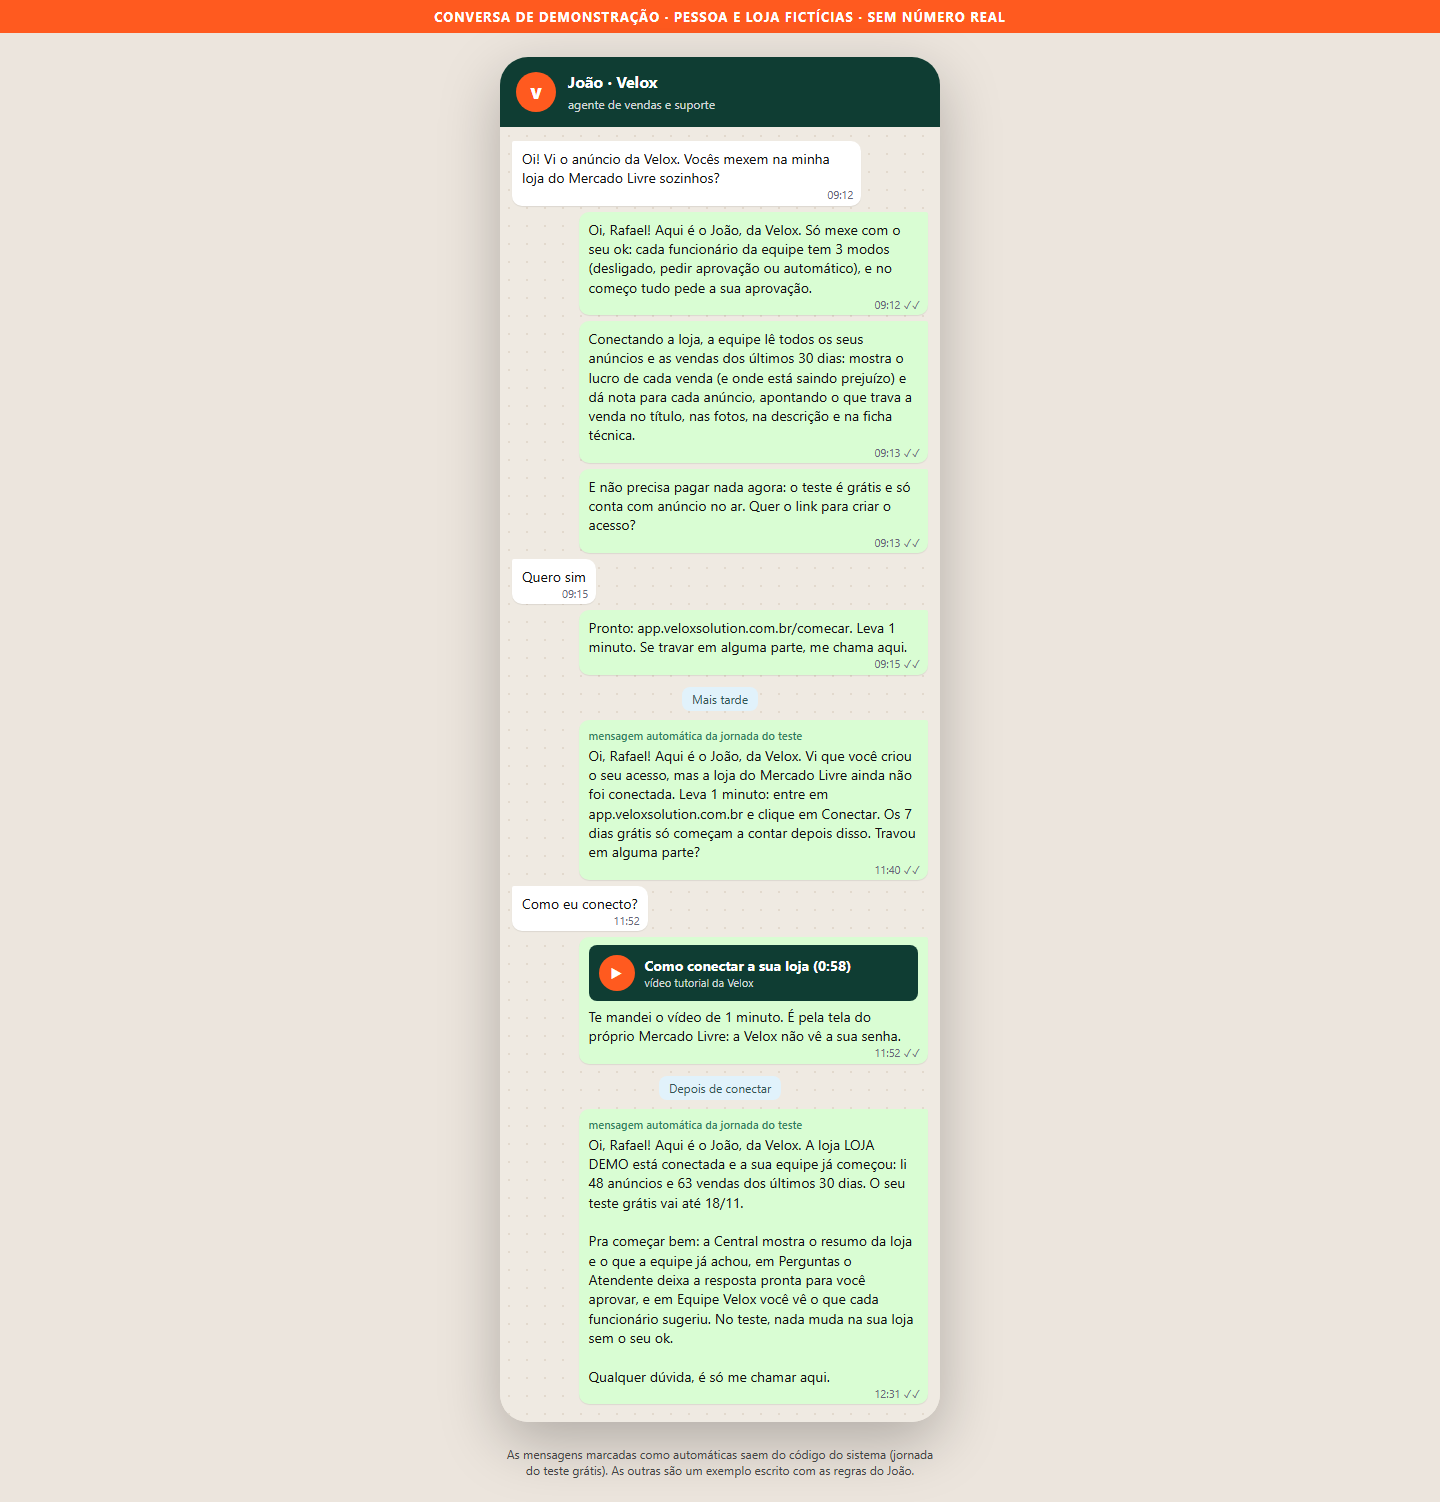 CONVERSA DE DEMONSTRAÇÃO · PESSOA E LOJA FICTÍCIAS · SEM NÚMERO REAL
V
João · Velox
agente de vendas e suporte
Oi! Vi o anúncio da Velox. Vocês mexem na minha
loja do Mercado Livre sozinhos?
09:12
Oi, Rafael! Aqui é o João, da Velox. Só mexe com o
seu ok: cada funcionário da equipe tem 3 modos
(desligado, pedir aprovação ou automático), e no
começo tudo pede a sua aprovação.
09:12 ✓✓
Conectando a loja, a equipe lê todos os seus
anúncios e as vendas dos últimos 30 dias: mostra o
lucro de cada venda (e onde está saindo prejuízo) e
dá nota para cada anúncio, apontando o que trava a
venda no título, nas fotos, na descrição e na ficha
técnica.
09:13 ✓✓
E não precisa pagar nada agora: o teste é grátis e só
conta com anúncio no ar. Quer o link para criar o
acesso?
09:13 ✓✓
Quero sim
09:15
Pronto: app.veloxsolution.com.br/comecar. Leva 1
minuto. Se travar em alguma parte, me chama aqui.
09:15 ✓✓
Mais tarde
mensagem automática da jornada do teste
Oi, Rafael! Aqui é o João, da Velox. Vi que você criou
o seu acesso, mas a loja do Mercado Livre ainda não
foi conectada. Leva 1 minuto: entre em
app.veloxsolution.com.br e clique em Conectar. Os 7
dias grátis só começam a contar depois disso. Travou
em alguma parte?
11:40 ✓✓
Como eu conecto?
11:52
Como conectar a sua loja (0:58)
vídeo tutorial da Velox
Te mandei o vídeo de 1 minuto. É pela tela do
próprio Mercado Livre: a Velox não vê a sua senha.
11:52 ✓✓
Depois de conectar
mensagem automática da jornada do teste
Oi, Rafael! Aqui é o João, da Velox. A loja LOJA
DEMO está conectada e a sua equipe já começou: li
48 anúncios e 63 vendas dos últimos 30 dias. O seu
teste grátis vai até 18/11.
Pra começar bem: a Central mostra o resumo da loja
e o que a equipe já achou, em Perguntas o
Atendente deixa a resposta pronta para você
aprovar, e em Equipe Velox você vê o que cada
funcionário sugeriu. No teste, nada muda na sua loja
sem o seu ok.
Qualquer dúvida, é só me chamar aqui.
12:31 ✓✓
As mensagens marcadas como automáticas saem do código do sistema (jornada
do teste grátis). As outras são um exemplo escrito com as regras do João.